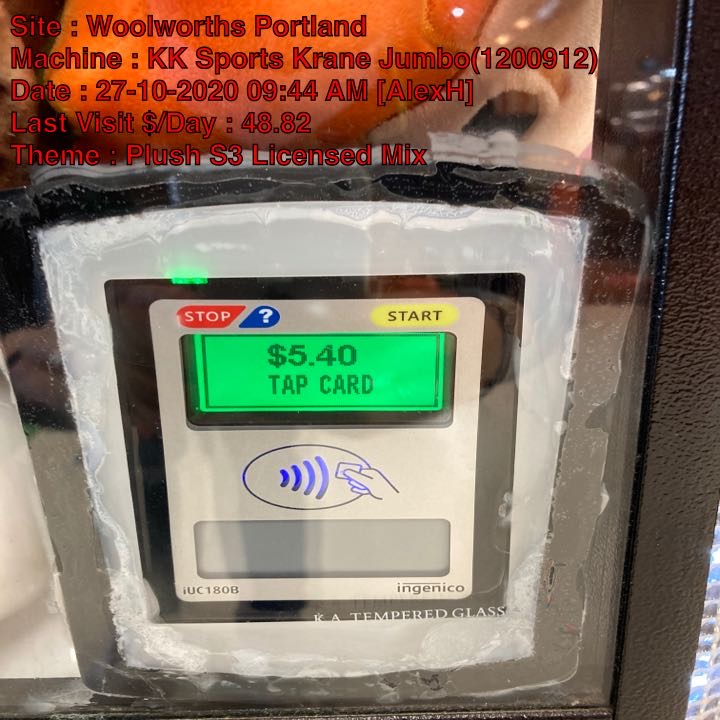 Site : Woolworths Portland
Machine : KK Sports Krane Jumbo(1200912)
Date : 27-10-2020 09:44 AM [AlexH]
Last Visit $/Day : 48.82
Theme : Plush S3 Licensed Mix
STOP ? START
$5.40
TAP CARD
iUC180B ingenico
K.A. TEMPERED GLASS